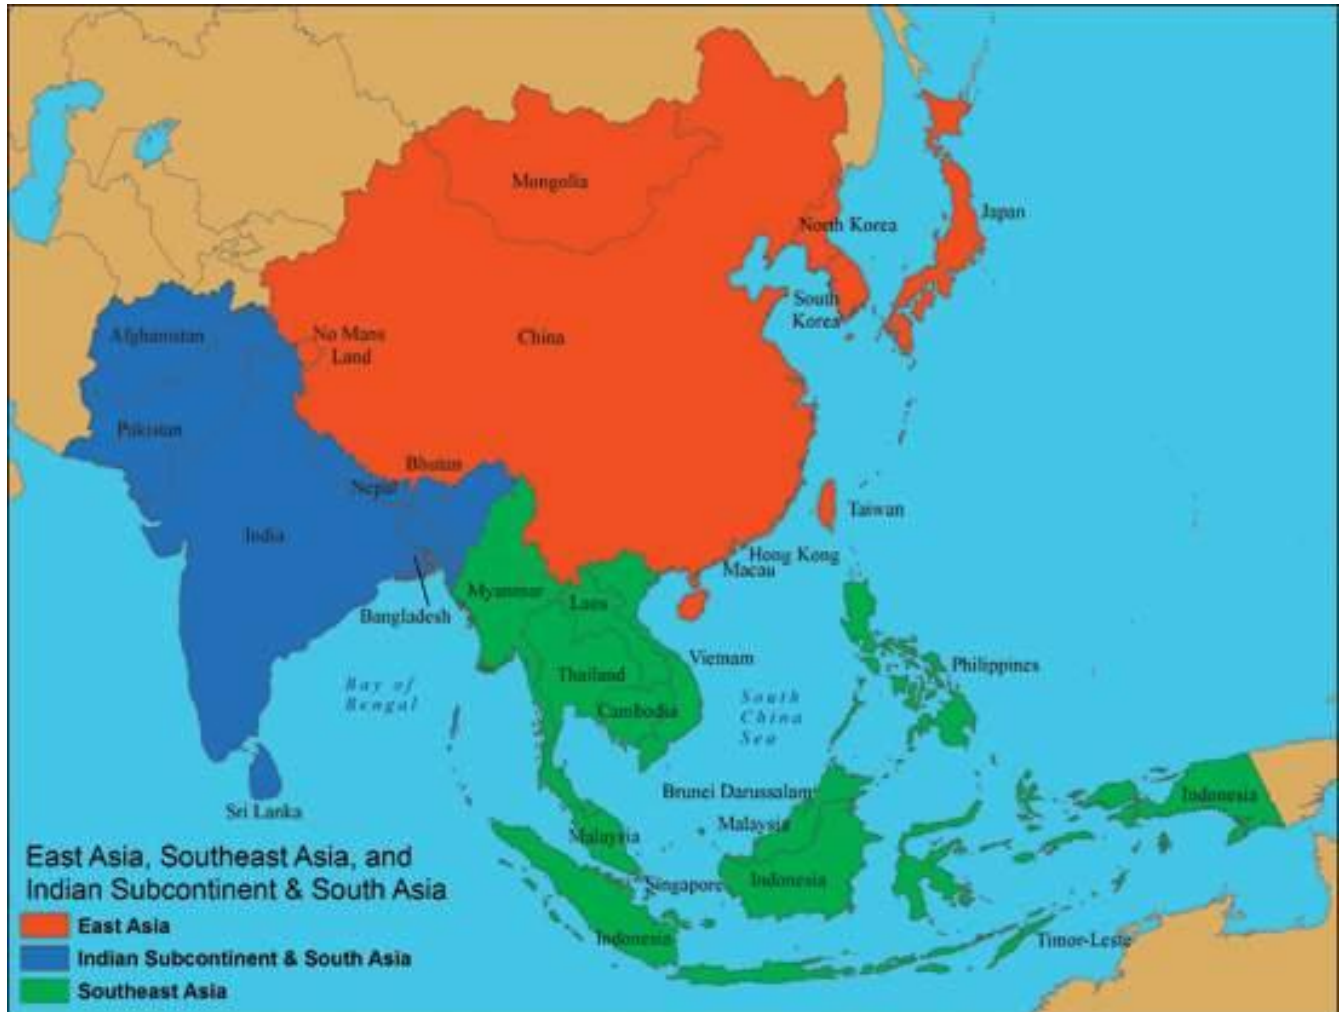 Mongolia
North Korea
Japan
South
Korea
No Mans
Land
China
Afghanistan
Pakistan
Bhutan
Nepal
India
Taiwan
Hong Kong
Macau
Myanmar
Laos
Bangladesh
Vietnam
Philippines
Thailand
Cambodia
Bay of
Bengal
South
China
Sea
Brunei Darussalam
Indonesia
Sri Lanka
Malaysia
Malaysia
Singapore
Indonesia
Indonesia
Timor-Leste
East Asia, Southeast Asia, and
Indian Subcontinent & South Asia
East Asia
Indian Subcontinent & South Asia
Southeast Asia